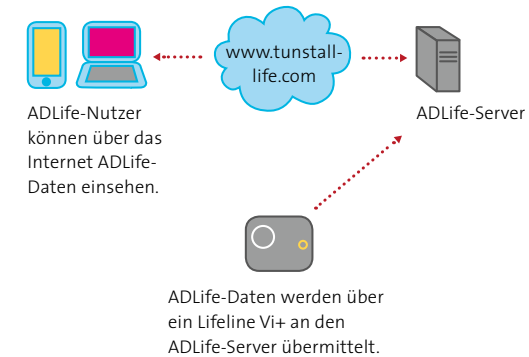 www.tunstall-
life.com
ADLife-Nutzer
können über das
Internet ADLife-
Daten einsehen.
ADLife-Server
ADLife-Daten werden über
ein Lifeline Vi+ an den
ADLife-Server übermittelt.